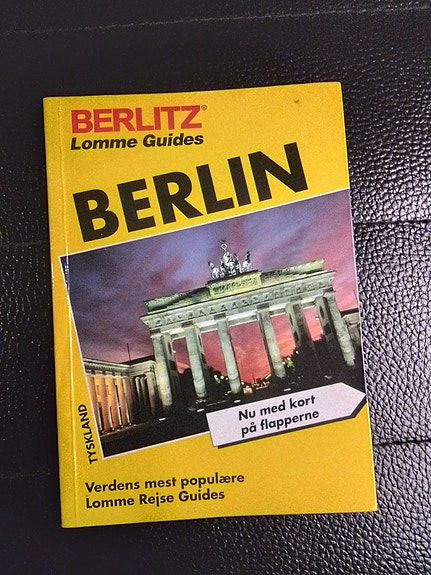 BERLITZ®
Lomme Guides
BERLIN
TYSKLAND
Nu med kort
på flapperne
Verdens mest populære
Lomme Rejse Guides